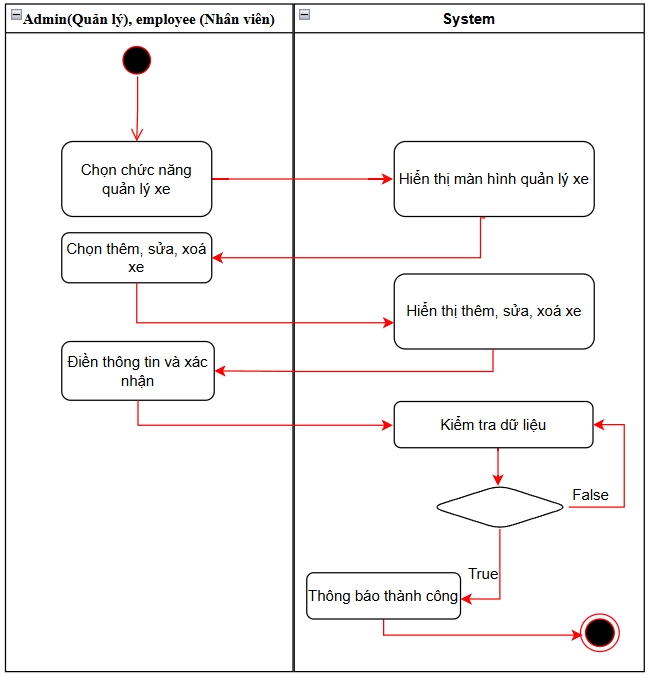 Admin(Quản lý), employee (Nhân viên)
System
Chọn chức năng
quản lý xe
Hiển thị màn hình quản lý xe
Chọn thêm, sửa, xoá
xe
Hiển thị thêm, sửa, xoá xe
Điền thông tin và xác
nhận
Kiểm tra dữ liệu
False
True
Thông báo thành công